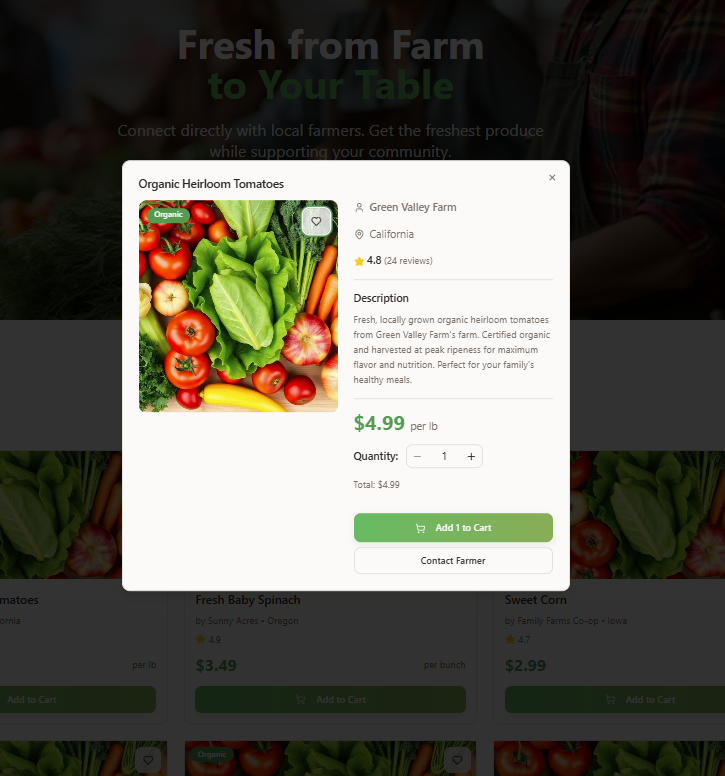 Fresh from Farm
to Your Table
Connect directly with local farmers. Get the freshest produce
while supporting your community.
Organic Heirloom Tomatoes
×
Organic
Green Valley Farm
California
4.8 (24 reviews)
Description
Fresh, locally grown organic heirloom tomatoes
from Green Valley Farm's farm. Certified organic
and harvested at peak ripeness for maximum
flavor and nutrition. Perfect for your family's
healthy meals.
$4.99 per lb
Quantity: − 1 +
Total: $4.99
Add 1 to Cart
Contact Farmer
matoes
ornia
per lb
Add to Cart
Fresh Baby Spinach
by Sunny Acres • Oregon
4.9
$3.49 per bunch
Add to Cart
Sweet Corn
by Family Farms Co-op • Iowa
4.7
$2.99
Add to Cart
Organic